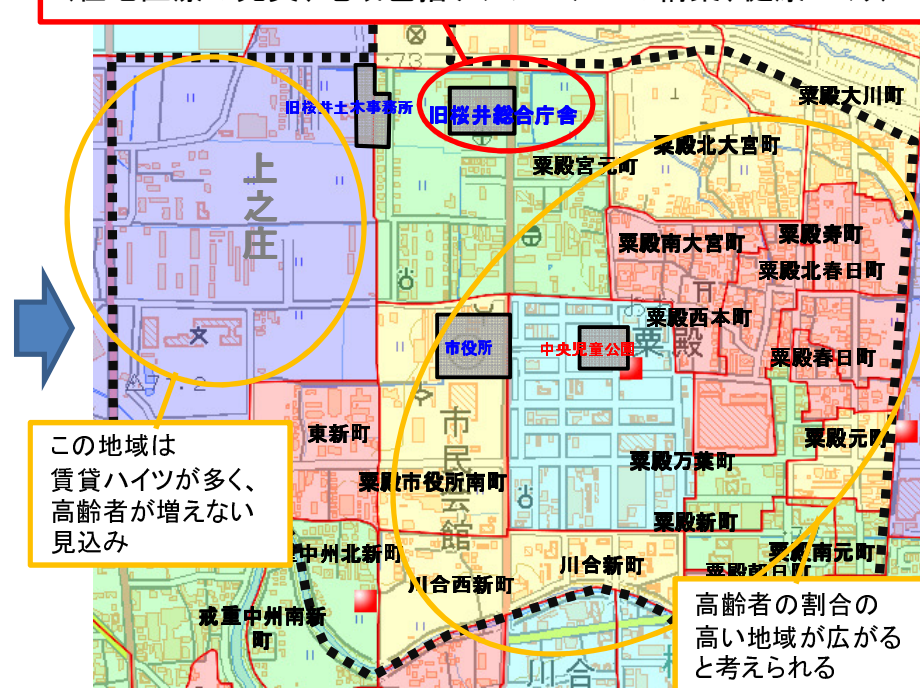 ・73
粟殿大川町
旧桜井土木事務所
旧桜井総合庁舎
粟殿北大宮町
粟殿宮元町
上之庄
粟殿南大宮町
粟殿寿町
粟殿北春日町
粟殿西本町
市役所
中央児童公園
粟殿
粟殿春日町
この地域は
賃貸ハイツが多く、
高齢者が増えない
見込み
東新町
市民会館
粟殿元町
粟殿万葉町
粟殿市役所南町
粟殿新町
中州北新町
川合新町
粟殿南元町
川合西新町
戒重中州南新
町
川合
高齢者の割合の
高い地域が広がる
と考えられる